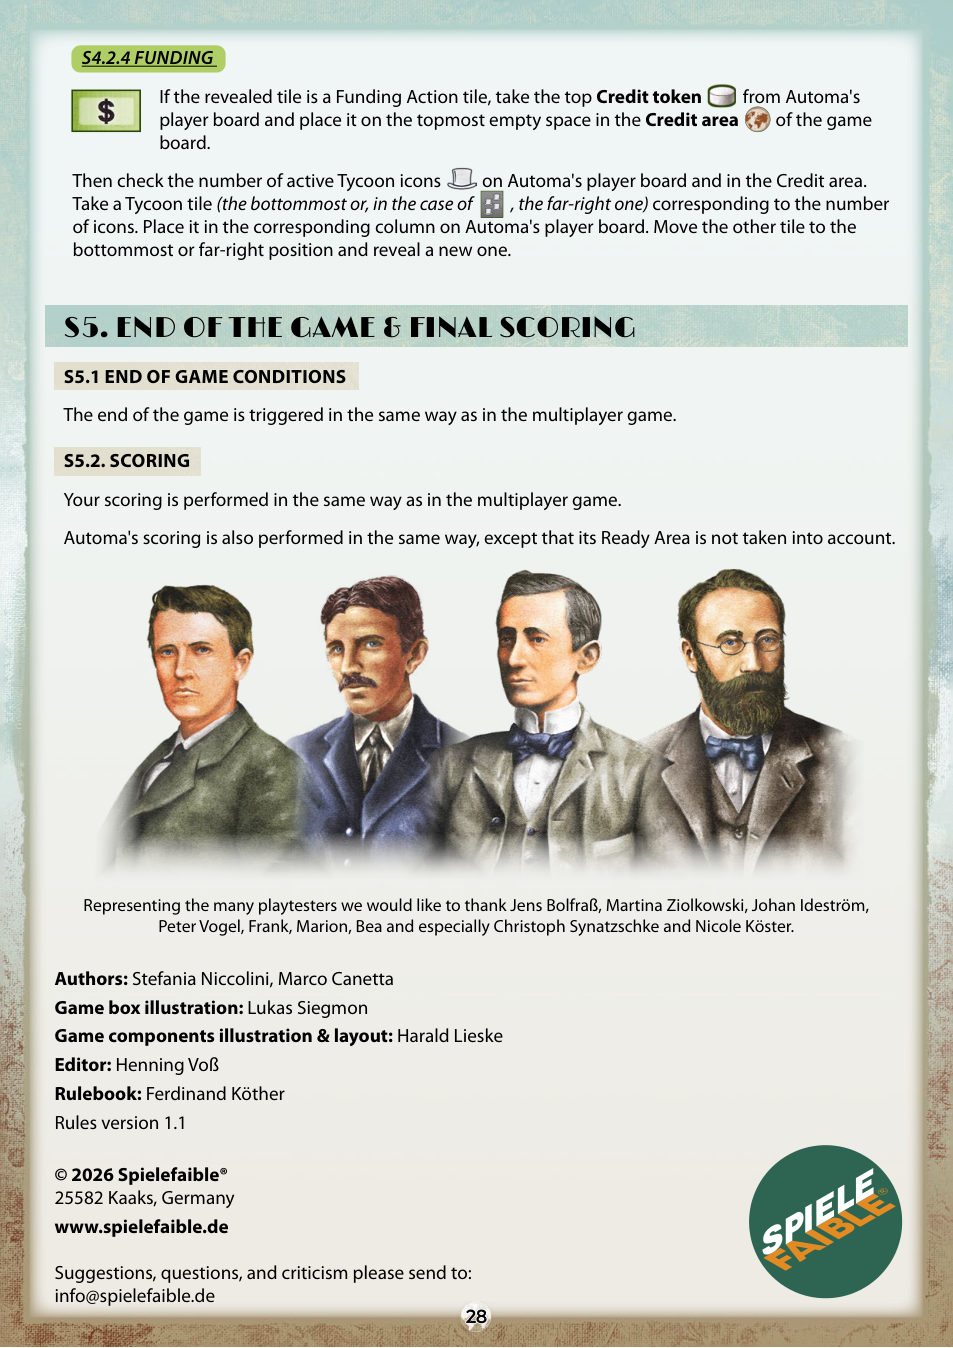 S4.2.4 FUNDING
$
If the revealed tile is a Funding Action tile, take the top Credit token from Automa's
player board and place it on the topmost empty space in the Credit area of the game
board.
Then check the number of active Tycoon icons on Automa's player board and in the Credit area.
Take a Tycoon tile (the bottommost or, in the case of , the far-right one) corresponding to the number
of icons. Place it in the corresponding column on Automa's player board. Move the other tile to the
bottommost or far-right position and reveal a new one.
S5. END OF THE GAME & FINAL SCORING
S5.1 END OF GAME CONDITIONS
The end of the game is triggered in the same way as in the multiplayer game.
S5.2. SCORING
Your scoring is performed in the same way as in the multiplayer game.
Automa's scoring is also performed in the same way, except that its Ready Area is not taken into account.
Representing the many playtesters we would like to thank Jens Bolfraß, Martina Ziolkowski, Johan Ideström,
Peter Vogel, Frank, Marion, Bea and especially Christoph Synatzschke and Nicole Köster.
Authors: Stefania Niccolini, Marco Canetta
Game box illustration: Lukas Siegmon
Game components illustration & layout: Harald Lieske
Editor: Henning Voß
Rulebook: Ferdinand Köther
Rules version 1.1
© 2026 Spielefaible®
25582 Kaaks, Germany
www.spielefaible.de
Suggestions, questions, and criticism please send to:
info@spielefaible.de
SPIELE
FAIBLE®
28